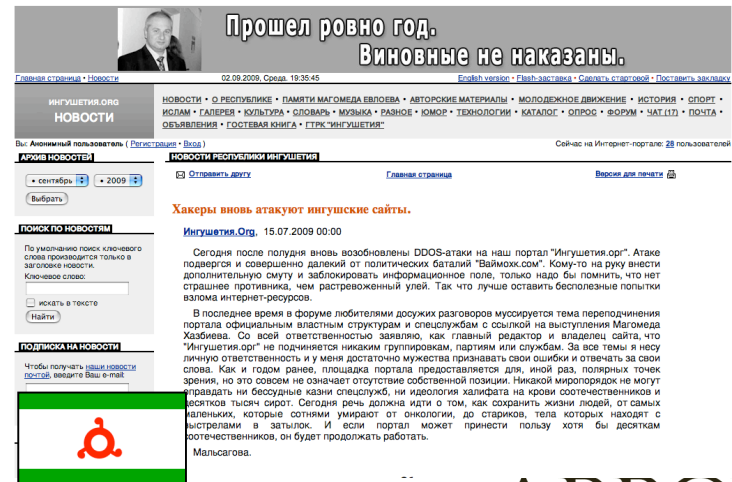 Прошел ровно год.
Виновные не наказаны.
Главная страница • Новости
02.09.2009, Среда. 19:35:45
English version • Flash-заставка • Сделать стартовой • Поставить закладку
ИНГУШЕТИЯ.ORG
НОВОСТИ
НОВОСТИ • О РЕСПУБЛИКЕ • ПАМЯТИ МАГОМЕДА ЕВЛОЕВА • АВТОРСКИЕ МАТЕРИАЛЫ • МОЛОДЕЖНОЕ ДВИЖЕНИЕ • ИСТОРИЯ • СПОРТ •
ИСЛАМ • ГАЛЕРЕЯ • КУЛЬТУРА • СЛОВАРЬ • МУЗЫКА • РАЗНОЕ • ЮМОР • ТЕХНОЛОГИИ • КАТАЛОГ • ОПРОС • ФОРУМ • ЧАТ (17) • ПОЧТА •
ОБЪЯВЛЕНИЯ • ГОСТЕВАЯ КНИГА • ГТРК "ИНГУШЕТИЯ"
Вы: Анонимный пользователь ( Регистрация • Вход )
Сейчас на Интернет-портале: 28 пользователей
АРХИВ НОВОСТЕЙ
• сентябрь • 2009
Выбрать
ПОИСК ПО НОВОСТЯМ
По умолчанию поиск ключевого
слова производится только в
заголовке новости.
Ключевое слово:
искать в тексте
Найти
ПОДПИСКА НА НОВОСТИ
Чтобы получать наши новости
почтой, введите Ваш e-mail:
НОВОСТИ РЕСПУБЛИКИ ИНГУШЕТИЯ
Отправить другу
Главная страница
Версия для печати
Хакеры вновь атакуют ингушские сайты.
Ингушетия.Org, 15.07.2009 00:00
Сегодня после полудня вновь возобновлены DDOS-атаки на наш портал "Ингушетия.орг". Атаке
подвергся и совершенно далекий от политических баталий "Ваймохк.сом". Кому-то на руку внести
дополнительную смуту и заблокировать информационное поле, только надо бы помнить, что нет
страшнее противника, чем растревоженный улей. Так что лучше оставить бесполезные попытки
взлома интернет-ресурсов.
В последнее время в форуме любителями досужих разговоров муссируется тема переподчинения
портала официальным властным структурам и спецслужбам с ссылкой на выступления Магомеда
Хазбиева. Со всей ответственностью заявляю, как главный редактор и владелец сайта, что
"Ингушетия.орг" не подчиняется никаким группировкам, партиям или службам. За все темы я несу
личную ответственность и у меня достаточно мужества признавать свои ошибки и отвечать за свои
слова. Как и годом ранее, площадка портала предоставляется для, иной раз, полярных точек
зрения, но это совсем не означает отсутствие собственной позиции. Никакой миропорядок не могут
оправдать ни бессудные казни спецслужб, ни идеология халифата на крови соотечественников и
десятков тысяч сирот. Сегодня речь должна идти о том, как сохранить жизни людей, от самых
маленьких, которые сотнями умирают от онкологии, до стариков, тела которых находят с
выстрелами в затылок. И если портал может принести пользу хотя бы десяткам
соотечественников, он будет продолжать работать.
Мальсагова.